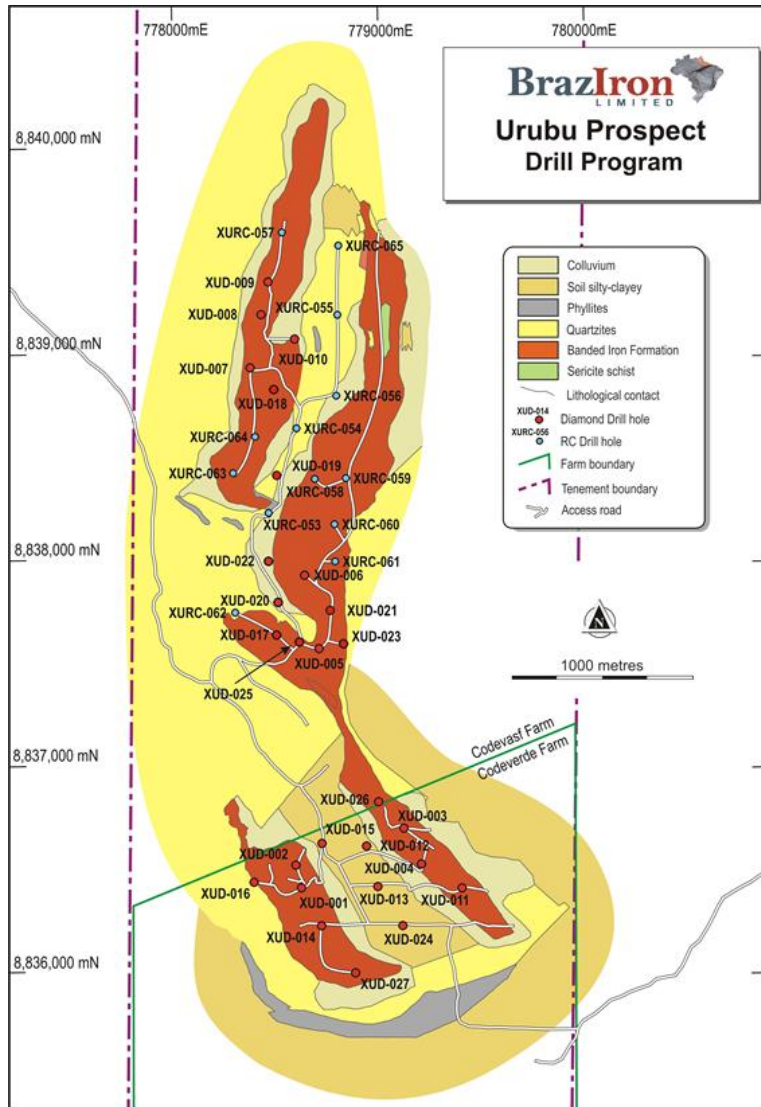 778000mE
779000mE
780000mE
BrazIron
LIMITED
Urubu Prospect
Drill Program
8,840,000 mN
8,839,000 mN
8,838,000 mN
8,837,000 mN
8,836,000 mN
Colluvium
Soil silty-clayey
Phyllites
Quartzites
Banded Iron Formation
Sericite schist
Lithological contact
XUD-014
Diamond Drill hole
XURC-056
RC Drill hole
Farm boundary
Tenement boundary
Access road
N
1000 metres
XURC-057
XURC-065
XUD-009
XUD-008
XURC-055
XUD-010
XUD-007
XUD-018
XURC-056
XURC-064
XURC-054
XURC-063
XUD-019
XURC-058
XURC-059
XURC-053
XURC-060
XUD-022
XURC-061
XUD-006
XUD-020
XURC-062
XUD-021
XUD-017
XUD-023
XUD-005
XUD-025
Codevasf Farm
Codeverde Farm
XUD-026
XUD-003
XUD-015
XUD-012
XUD-002
XUD-004
XUD-016
XUD-001
XUD-013
XUD-011
XUD-014
XUD-024
XUD-027